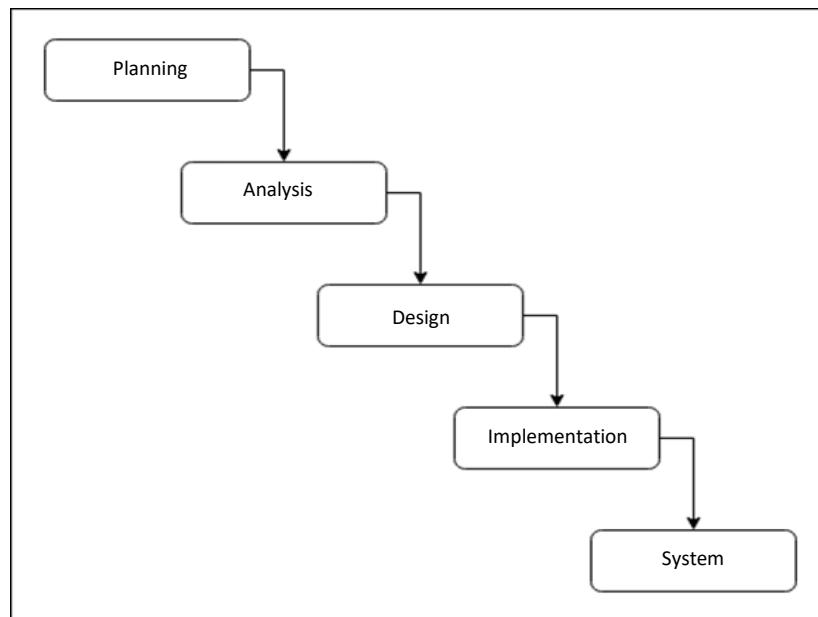 Planning
Analysis
Design
Implementation
System